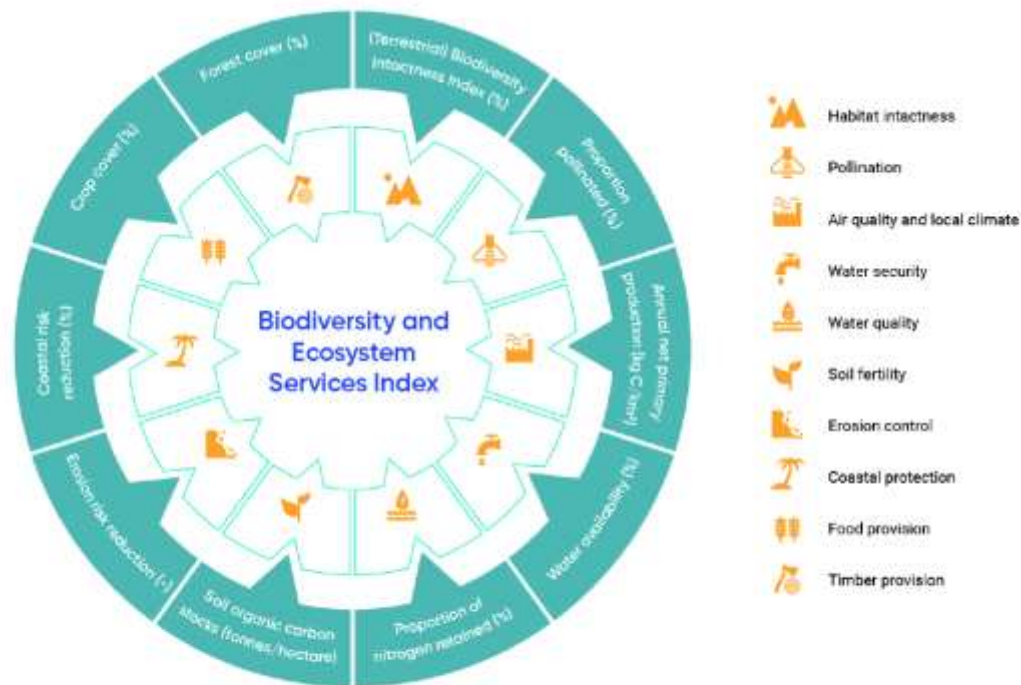 Forest cover (%)
(Terrestrial) Biodiversity
Intactness Index (%)
Proportion
pollinated (%)
Annual net primary
production (kg C km²)
Water availability (%)
Proportion of
nitrogen retained (%)
Soil organic carbon
stocks (tonnes/hectare)
Erosion risk reduction (-)
Coastal risk
reduction (%)
Crop cover (%)
Biodiversity and
Ecosystem
Services Index
Habitat intactness
Pollination
Air quality and local climate
Water security
Water quality
Soil fertility
Erosion control
Coastal protection
Food provision
Timber provision